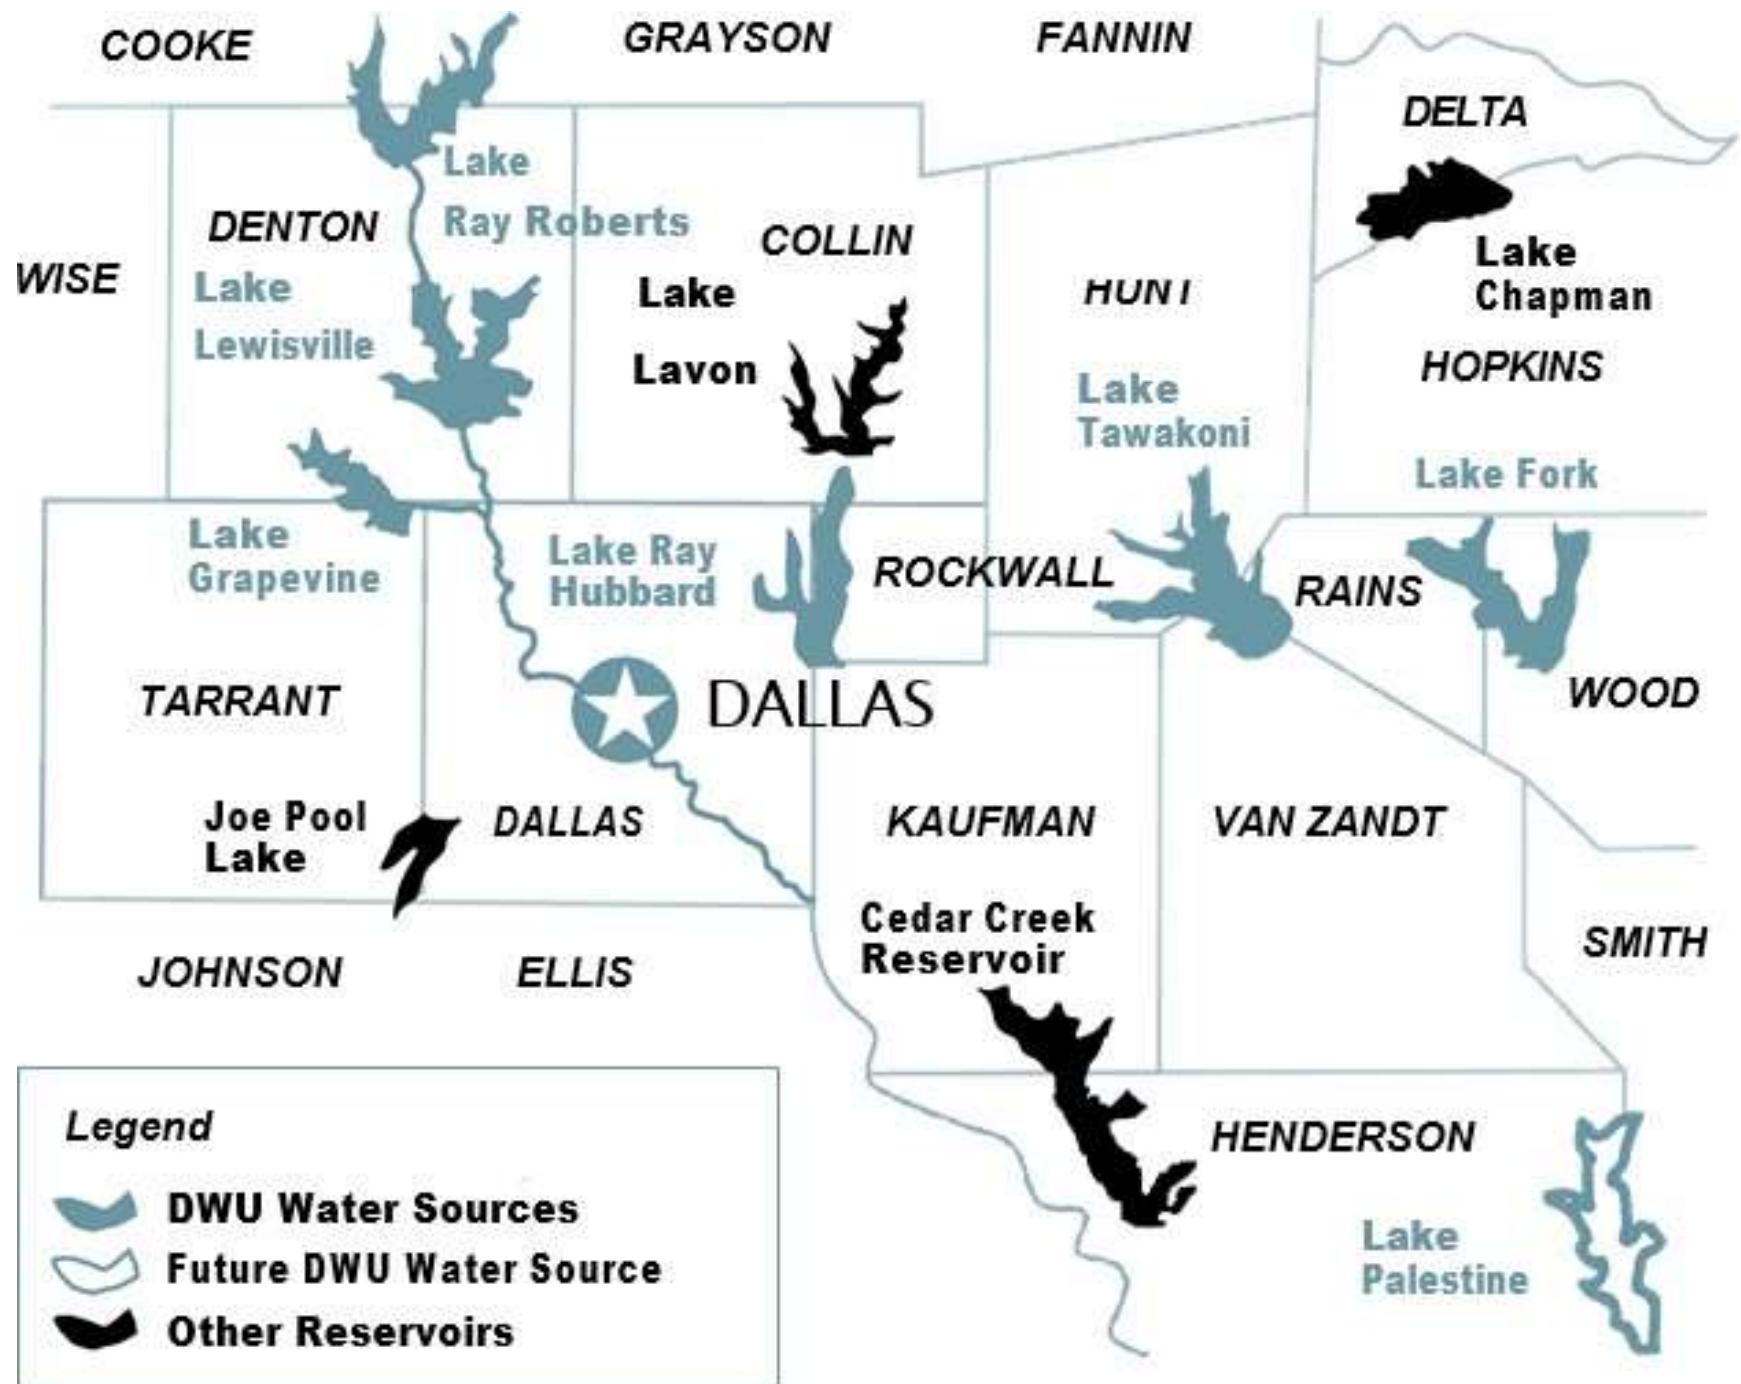 COOKE
GRAYSON
FANNIN
DELTA
Lake
Ray Roberts
DENTON
COLLIN
WISE
Lake
Lewisville
Lake
Lavon
HUNT
Lake
Chapman
HOPKINS
Lake
Tawakoni
Lake Fork
Lake
Grapevine
Lake Ray
Hubbard
ROCKWALL
RAINS
WOOD
TARRANT
DALLAS
Joe Pool
Lake
DALLAS
KAUFMAN
VAN ZANDT
Cedar Creek
Reservoir
SMITH
JOHNSON
ELLIS
HENDERSON
Lake
Palestine
Legend
DWU Water Sources
Future DWU Water Source
Other Reservoirs